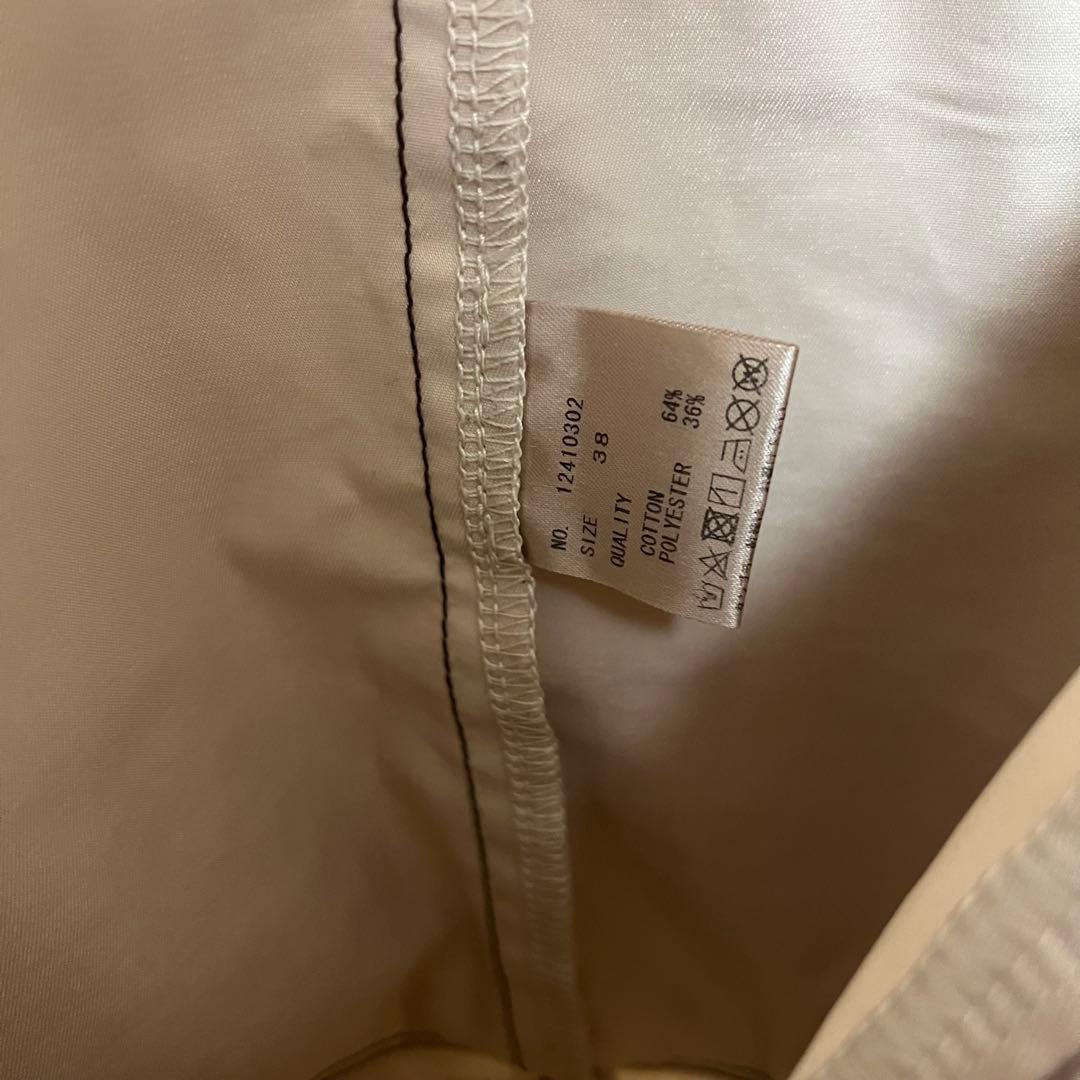 NO. 12410302
SIZE 38
QUALITY
COTTON 64%
POLYESTER 36%